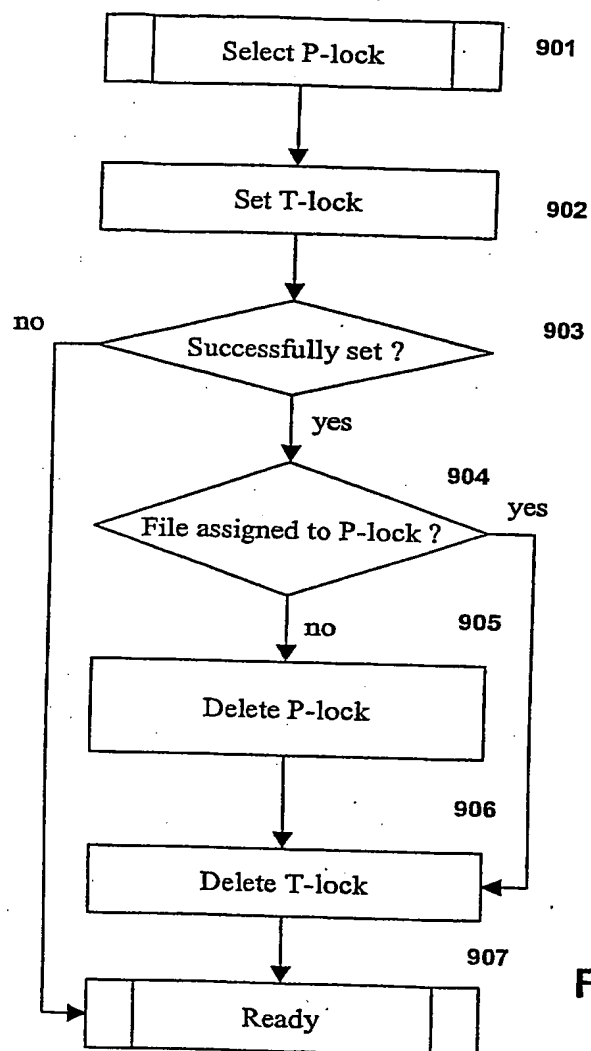 Select P-lock 901
Set T-lock 902
no
Successfully set ? 903
yes
904
File assigned to P-lock ? yes
no
905
Delete P-lock
906
Delete T-lock
907
Ready
F